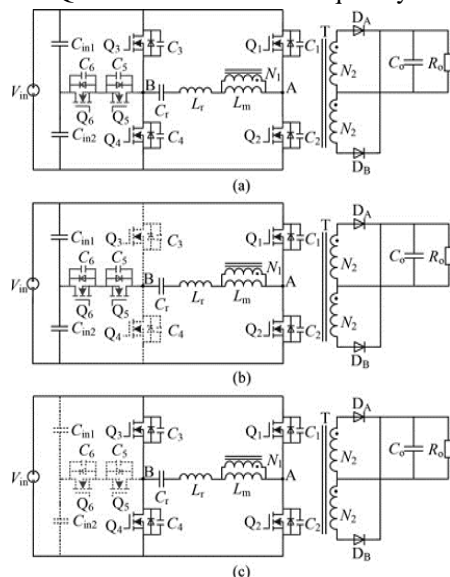 Q3 C3 Q1 C1 T DA
Cin1 C6 C5 B N1 A N2 Co Ro
Vin Cr Lr Lm
Q6 Q5
Cin2 Q4 C4 Q2 C2 N2
DB
(a)
Q3 C3 Q1 C1 T DA
Cin1 C6 C5 B N1 A N2 Co Ro
Vin Cr Lr Lm
Q6 Q5
Cin2 Q4 C4 Q2 C2 N2
DB
(b)
Q3 C3 Q1 C1 T DA
Cin1 C6 C5 B N1 A N2 Co Ro
Vin Cr Lr Lm
Q6 Q5
Cin2 Q4 C4 Q2 C2 N2
DB
(c)